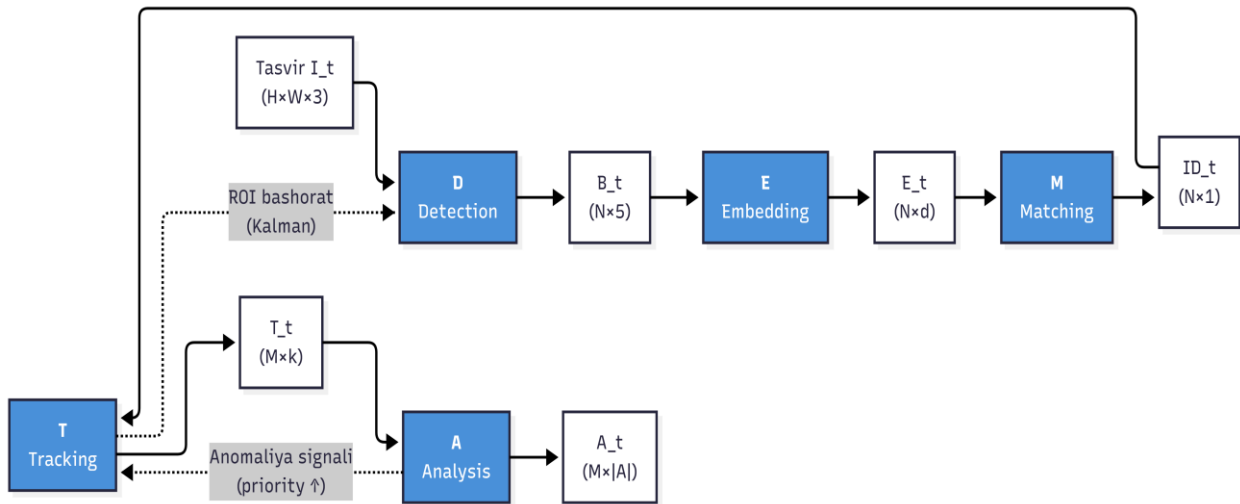 Tasvir I_t
(H×W×3)
D
Detection
B_t
(N×5)
E
Embedding
E_t
(N×d)
M
Matching
ID_t
(N×1)
ROI bashorat
(Kalman)
T_t
(M×k)
T
Tracking
Anomaliya signali
(priority ↑)
A
Analysis
A_t
(M×|A|)